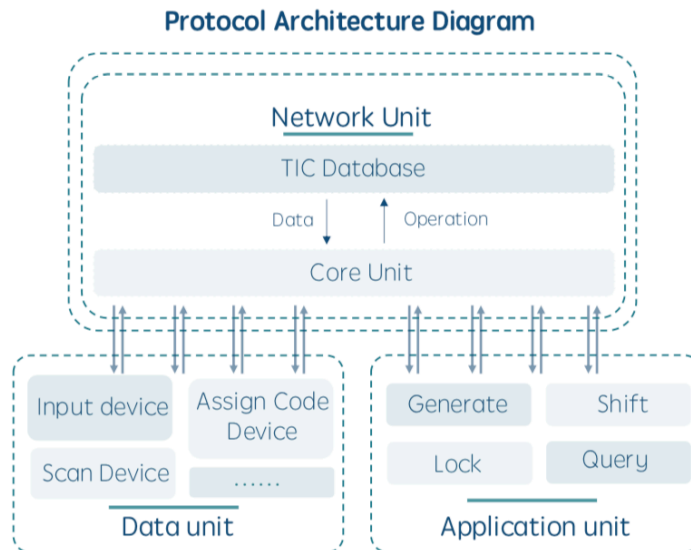 Protocol Architecture Diagram
Network Unit
TIC Database
Data
Operation
Core Unit
Input device
Assign Code
Device
Scan Device
......
Data unit
Generate
Shift
Lock
Query
Application unit